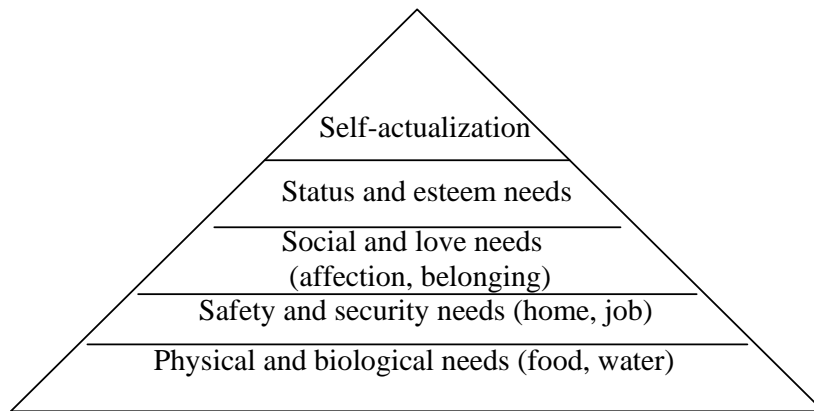 Self-actualization
Status and esteem needs
Social and love needs
(affection, belonging)
Safety and security needs (home, job)
Physical and biological needs (food, water)